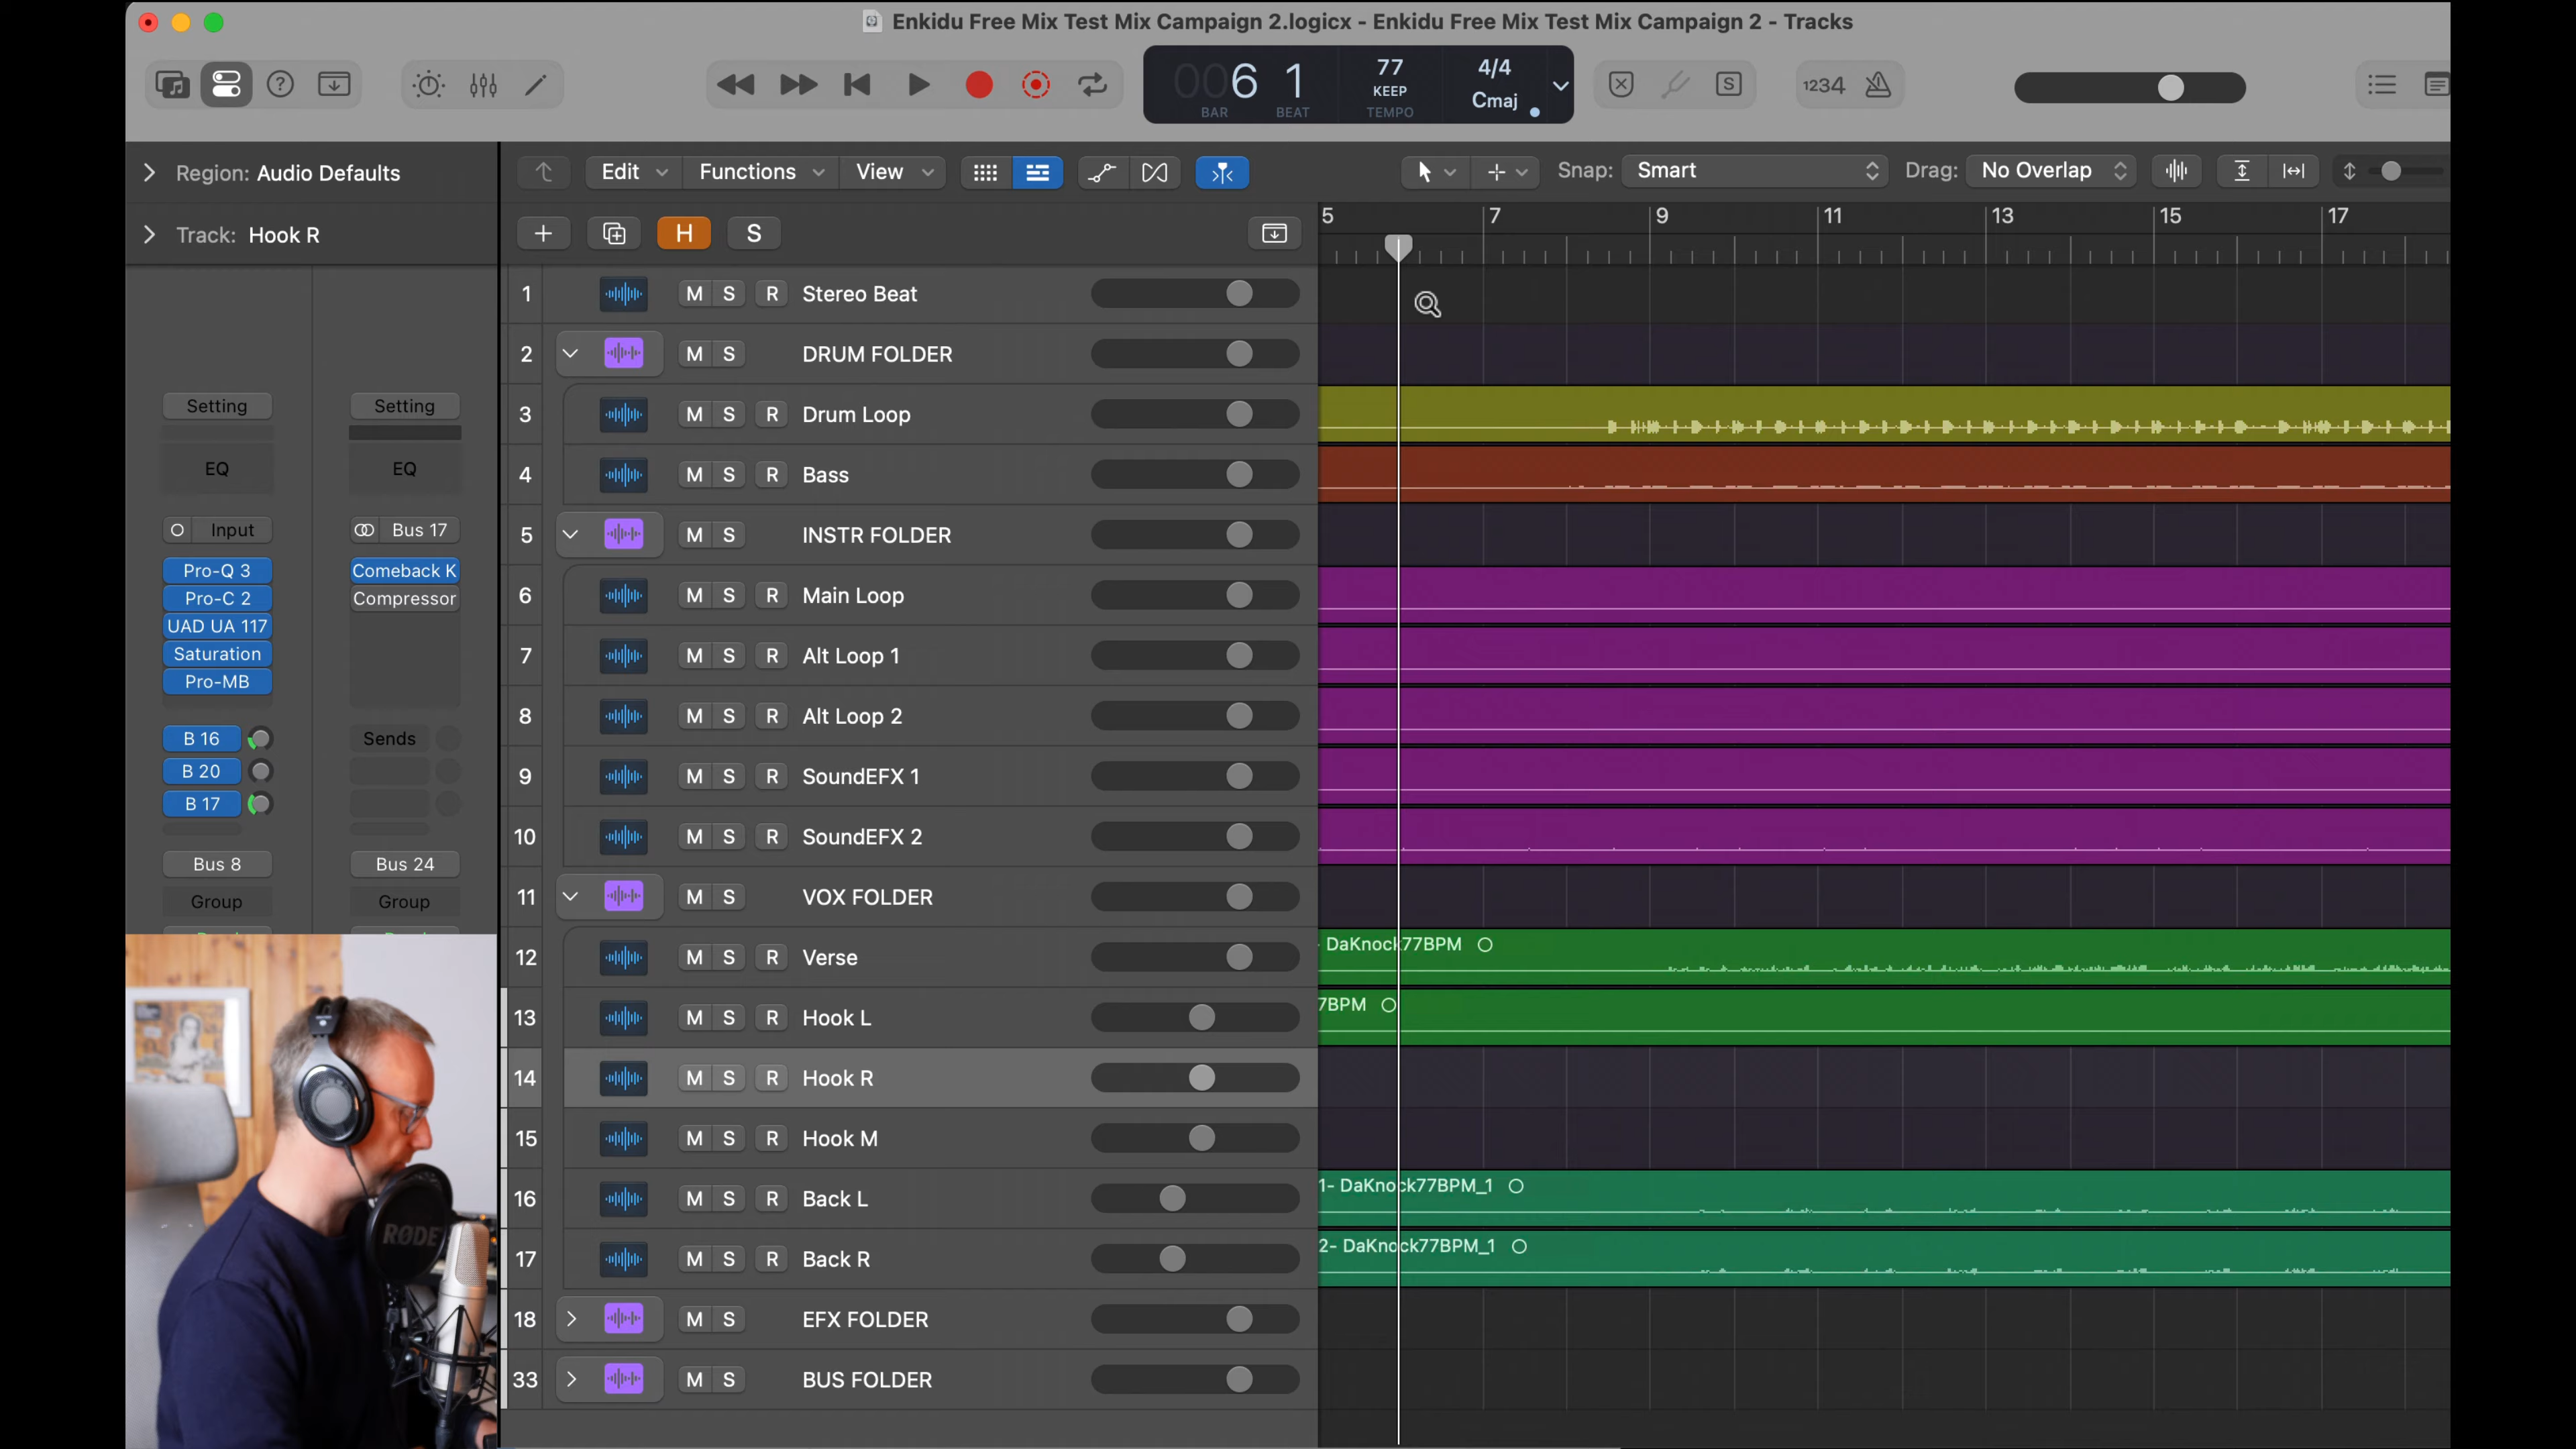 Enkidu Free Mix Test Mix Campaign 2.logicx - Enkidu Free Mix Test Mix Campaign 2 - Tracks
006 1 77 4/4
KEEP Cmaj
BAR BEAT TEMPO
S 1234
Region: Audio Defaults
Edit Functions View Snap: Smart Drag: No Overlap
Track: Hook R
H S
5 7 9 11 13 15 17
1 M S R Stereo Beat
2 M S DRUM FOLDER
3 M S R Drum Loop
4 M S R Bass
5 M S INSTR FOLDER
6 M S R Main Loop
7 M S R Alt Loop 1
8 M S R Alt Loop 2
9 M S R SoundEFX 1
10 M S R SoundEFX 2
11 M S VOX FOLDER
12 M S R Verse
13 M S R Hook L
14 M S R Hook R
15 M S R Hook M
16 M S R Back L
17 M S R Back R
18 M S EFX FOLDER
33 M S BUS FOLDER
- DaKnock77BPM
7BPM
1- DaKnock77BPM_1
2- DaKnock77BPM_1
Setting Setting
EQ EQ
Input Bus 17
Pro-Q 3 Comeback K
Pro-C 2 Compressor
UAD UA 117
Saturation
Pro-MB
B 16 Sends
B 20
B 17
Bus 8 Bus 24
Group Group
RØDE